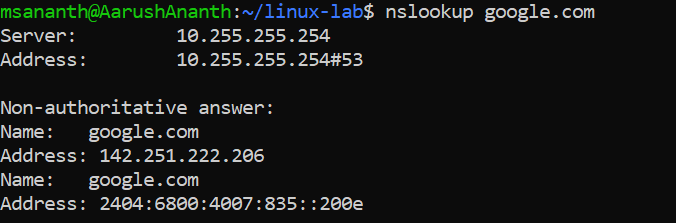 msananth@AarushAnanth:~/linux-lab$ nslookup google.com
Server:         10.255.255.254
Address:        10.255.255.254#53

Non-authoritative answer:
Name:   google.com
Address: 142.251.222.206
Name:   google.com
Address: 2404:6800:4007:835::200e